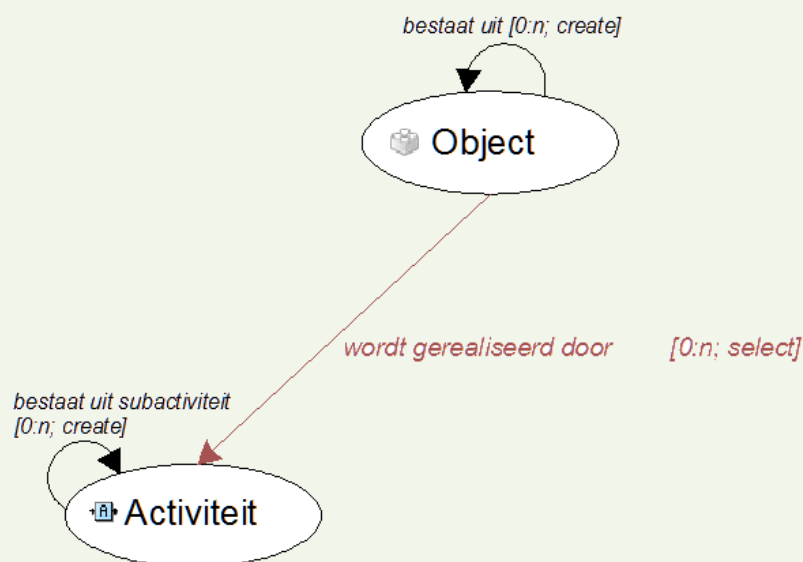 bestaat uit [0:n; create]
Object
wordt gerealiseerd door [0:n; select]
bestaat uit subactiviteit
[0:n; create]
A Activiteit